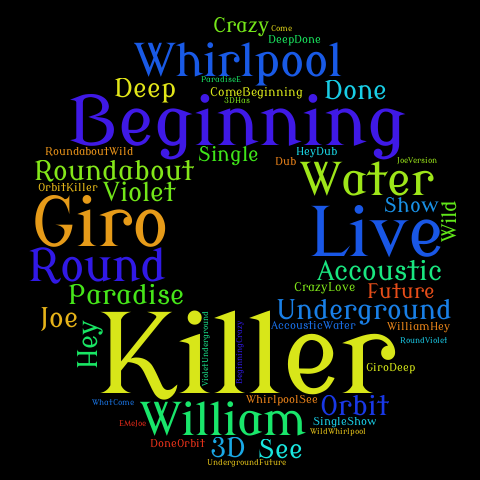 Crazy Come
DeepDone
Whirlpool
ParadiseE
Deep ComeBeginning Done
3DHas
Beginning
RoundaboutWild Single HeyDub
Dub JoeVersion
Roundabout Water
OrbitKiller Violet
Giro Show Wild
Live
Round Accoustic
Paradise CrazyLove Future
Joe Underground
Hey VioletUnderground BeginningCrazy AccousticWater WilliamHey
Killer RoundViolet
GiroDeep
WhatCome WhirlpoolSee Orbit
William
EMeJoe SingleShow
WildWhirlpool
DoneOrbit 3D See
UndergroundFuture